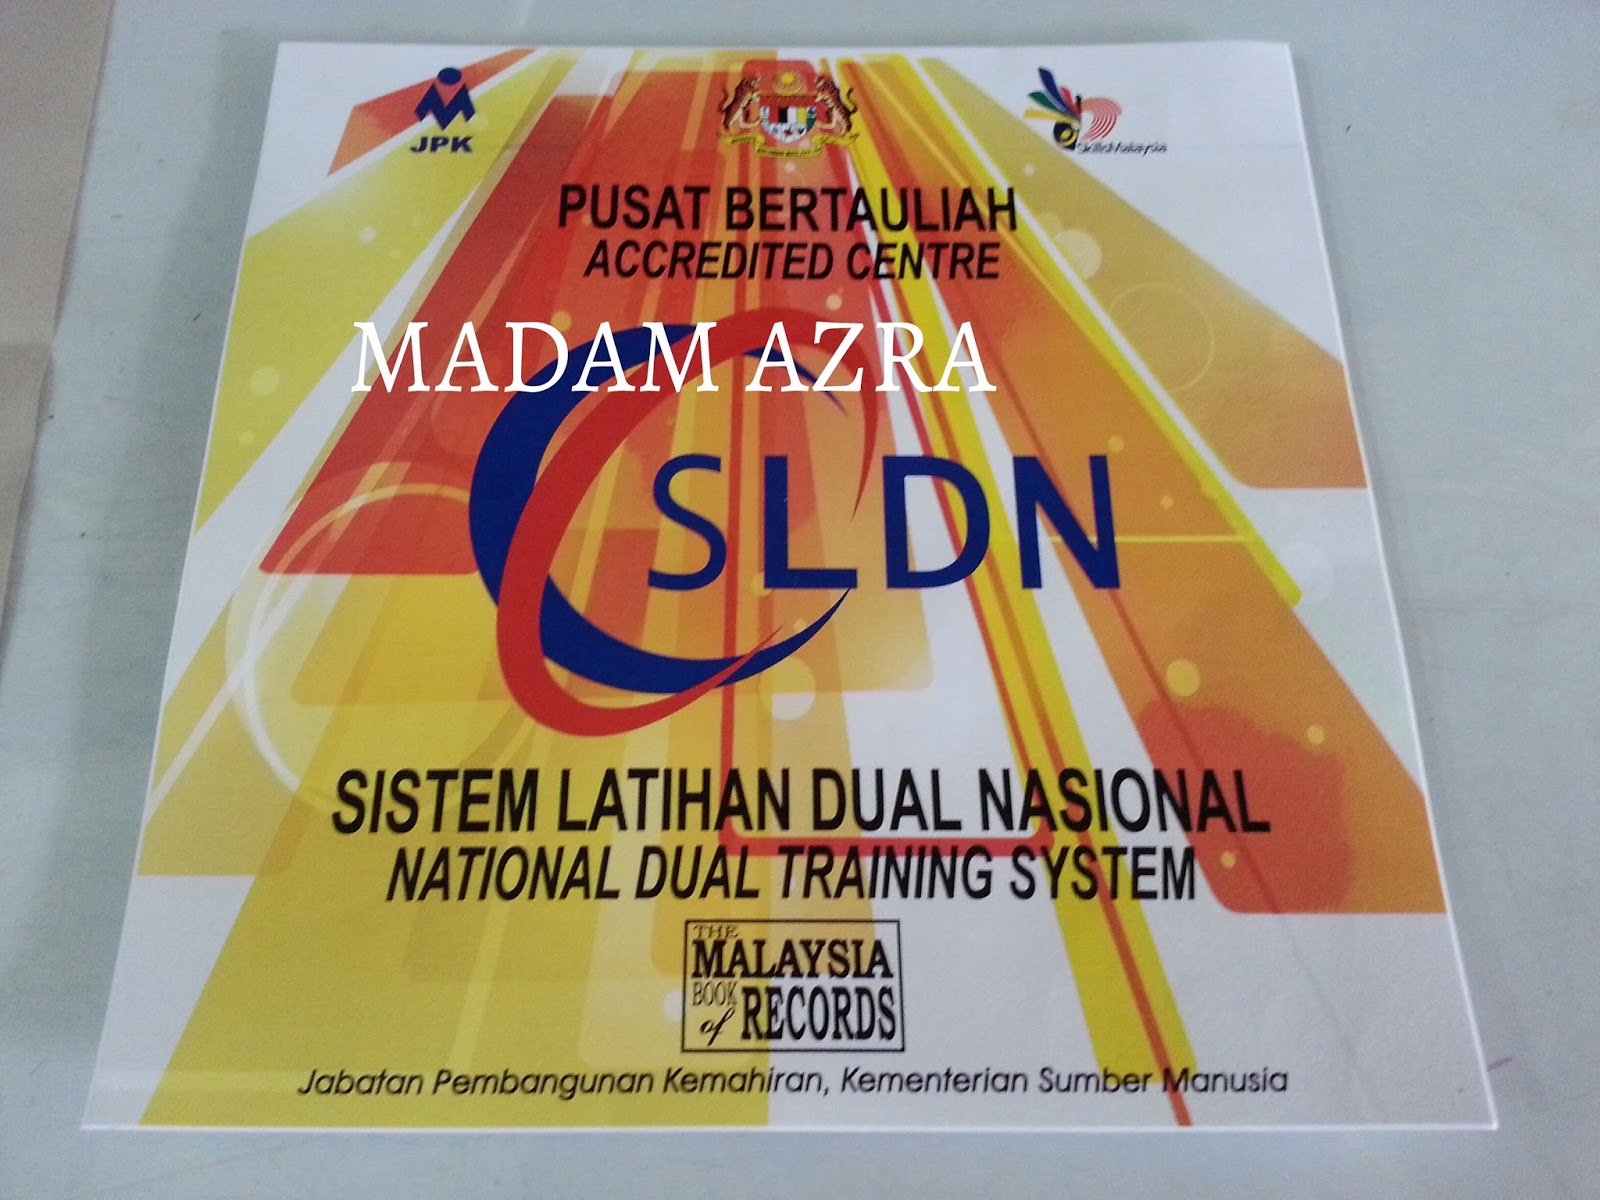 JPK
SkillsMalaysia
PUSAT BERTAULIAH
ACCREDITED CENTRE
MADAM AZRA
SLDN
SISTEM LATIHAN DUAL NASIONAL
NATIONAL DUAL TRAINING SYSTEM
THE
MALAYSIA
BOOK
of RECORDS
Jabatan Pembangunan Kemahiran, Kementerian Sumber Manusia